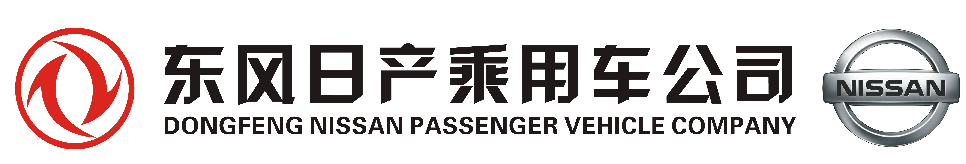 东风日产乘用车公司
DONGFENG NISSAN PASSENGER VEHICLE COMPANY
NISSAN